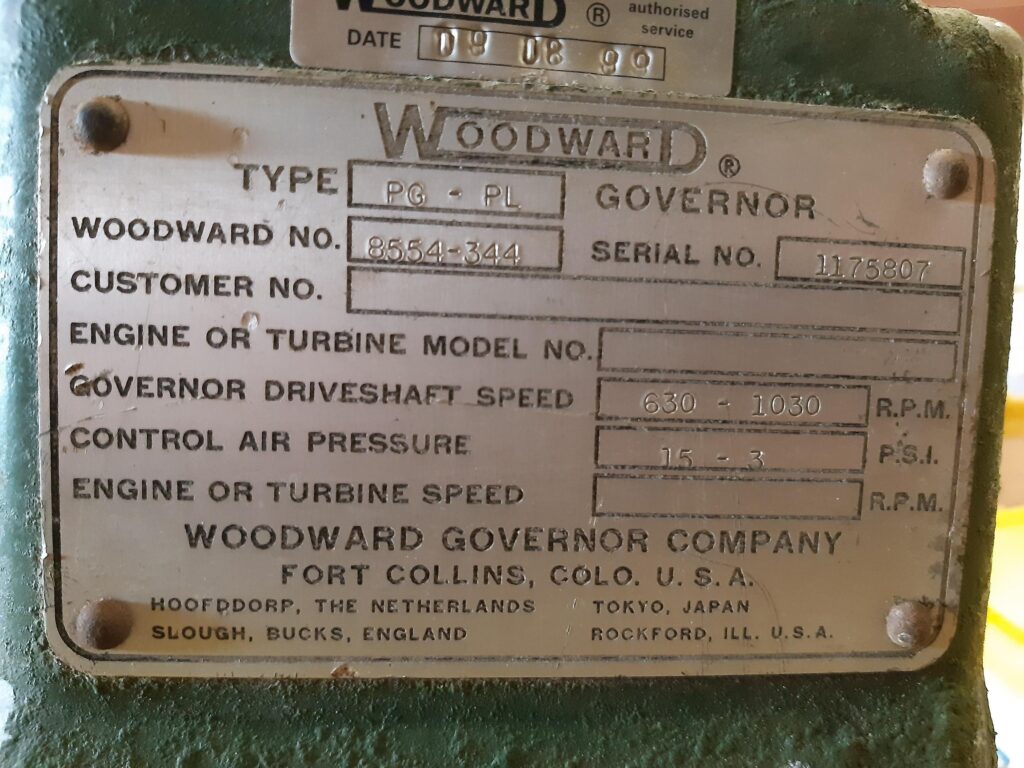 WOODWARD ® authorised service
DATE 09 08 99
WOODWARD ®
TYPE PG - PL GOVERNOR
WOODWARD NO. 8554-344 SERIAL NO. 1175807
CUSTOMER NO.
ENGINE OR TURBINE MODEL NO.
GOVERNOR DRIVESHAFT SPEED 630 - 1030 R.P.M.
CONTROL AIR PRESSURE 15 - 3 P.S.I.
ENGINE OR TURBINE SPEED R.P.M.
WOODWARD GOVERNOR COMPANY
FORT COLLINS, COLO. U. S. A.
HOOFDDORP, THE NETHERLANDS TOKYO, JAPAN
SLOUGH, BUCKS, ENGLAND ROCKFORD, ILL. U.S.A.